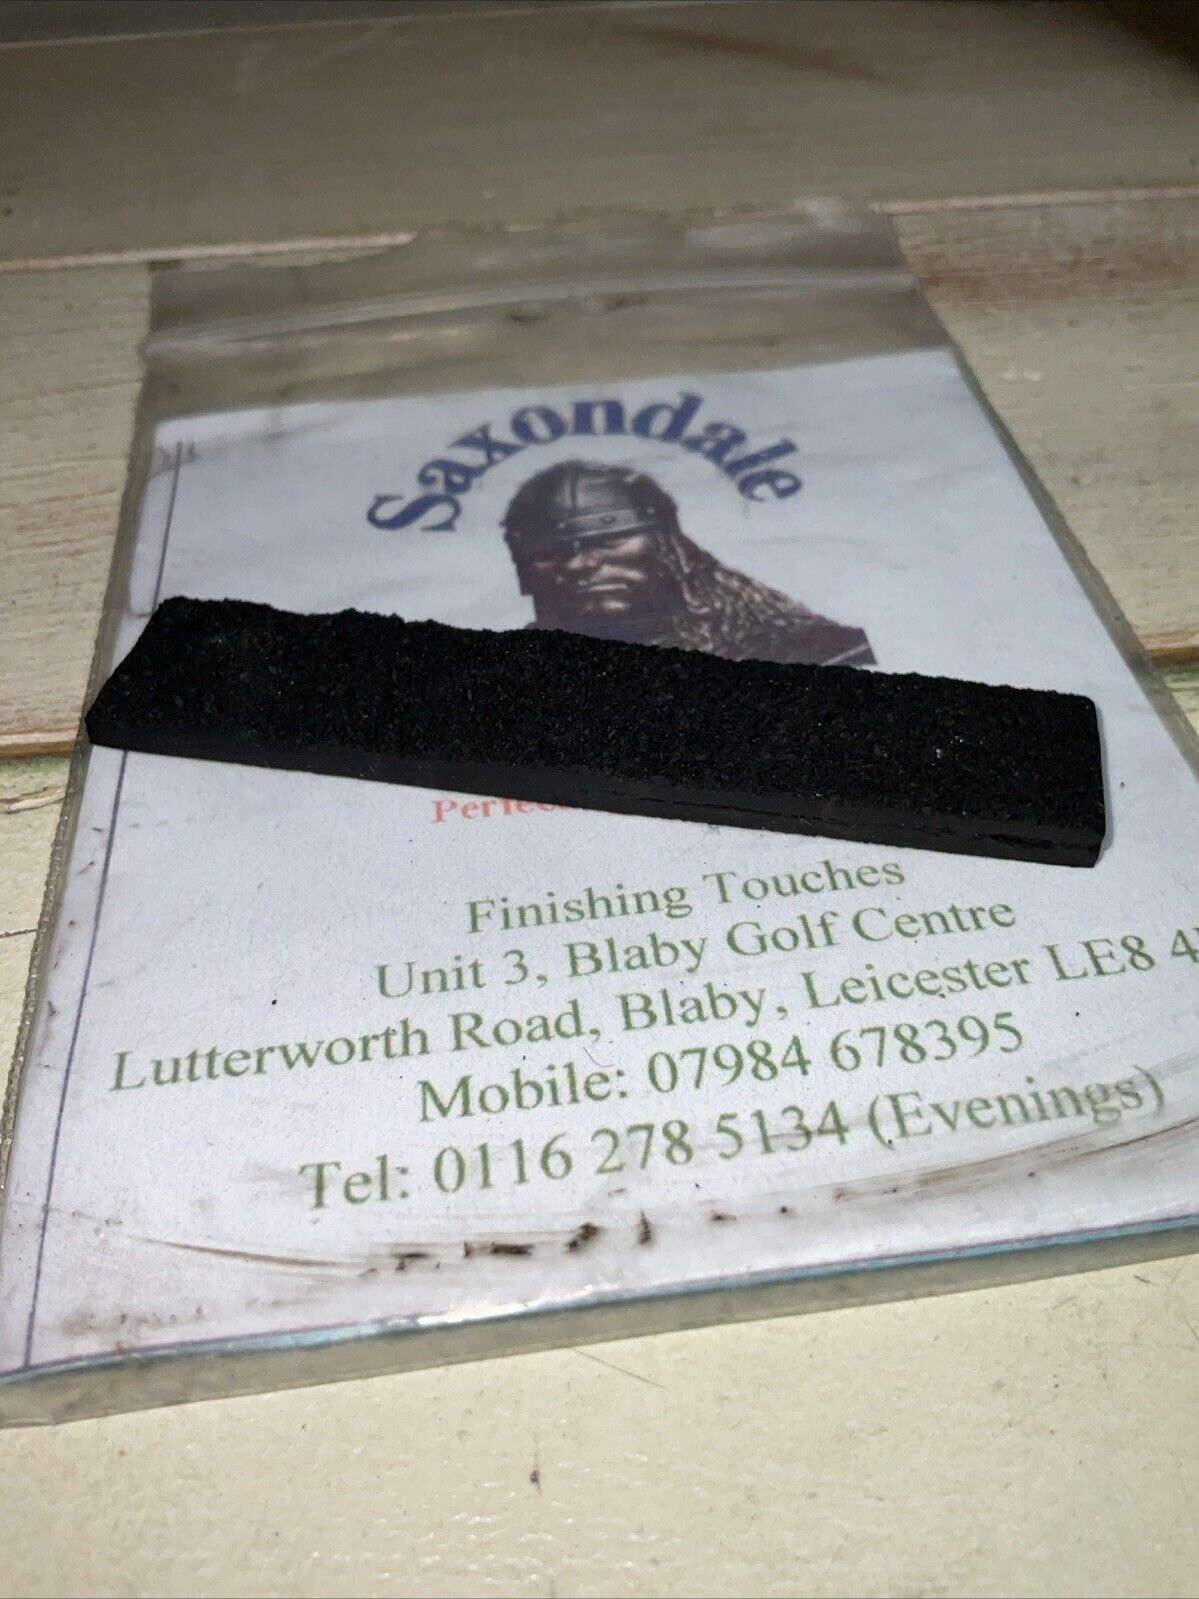 Saxondale
Finishing Touches
Unit 3, Blaby Golf Centre
Lutterworth Road, Blaby, Leicester LE8 4
Mobile: 07984 678395
Tel: 0116 278 5134 (Evenings)